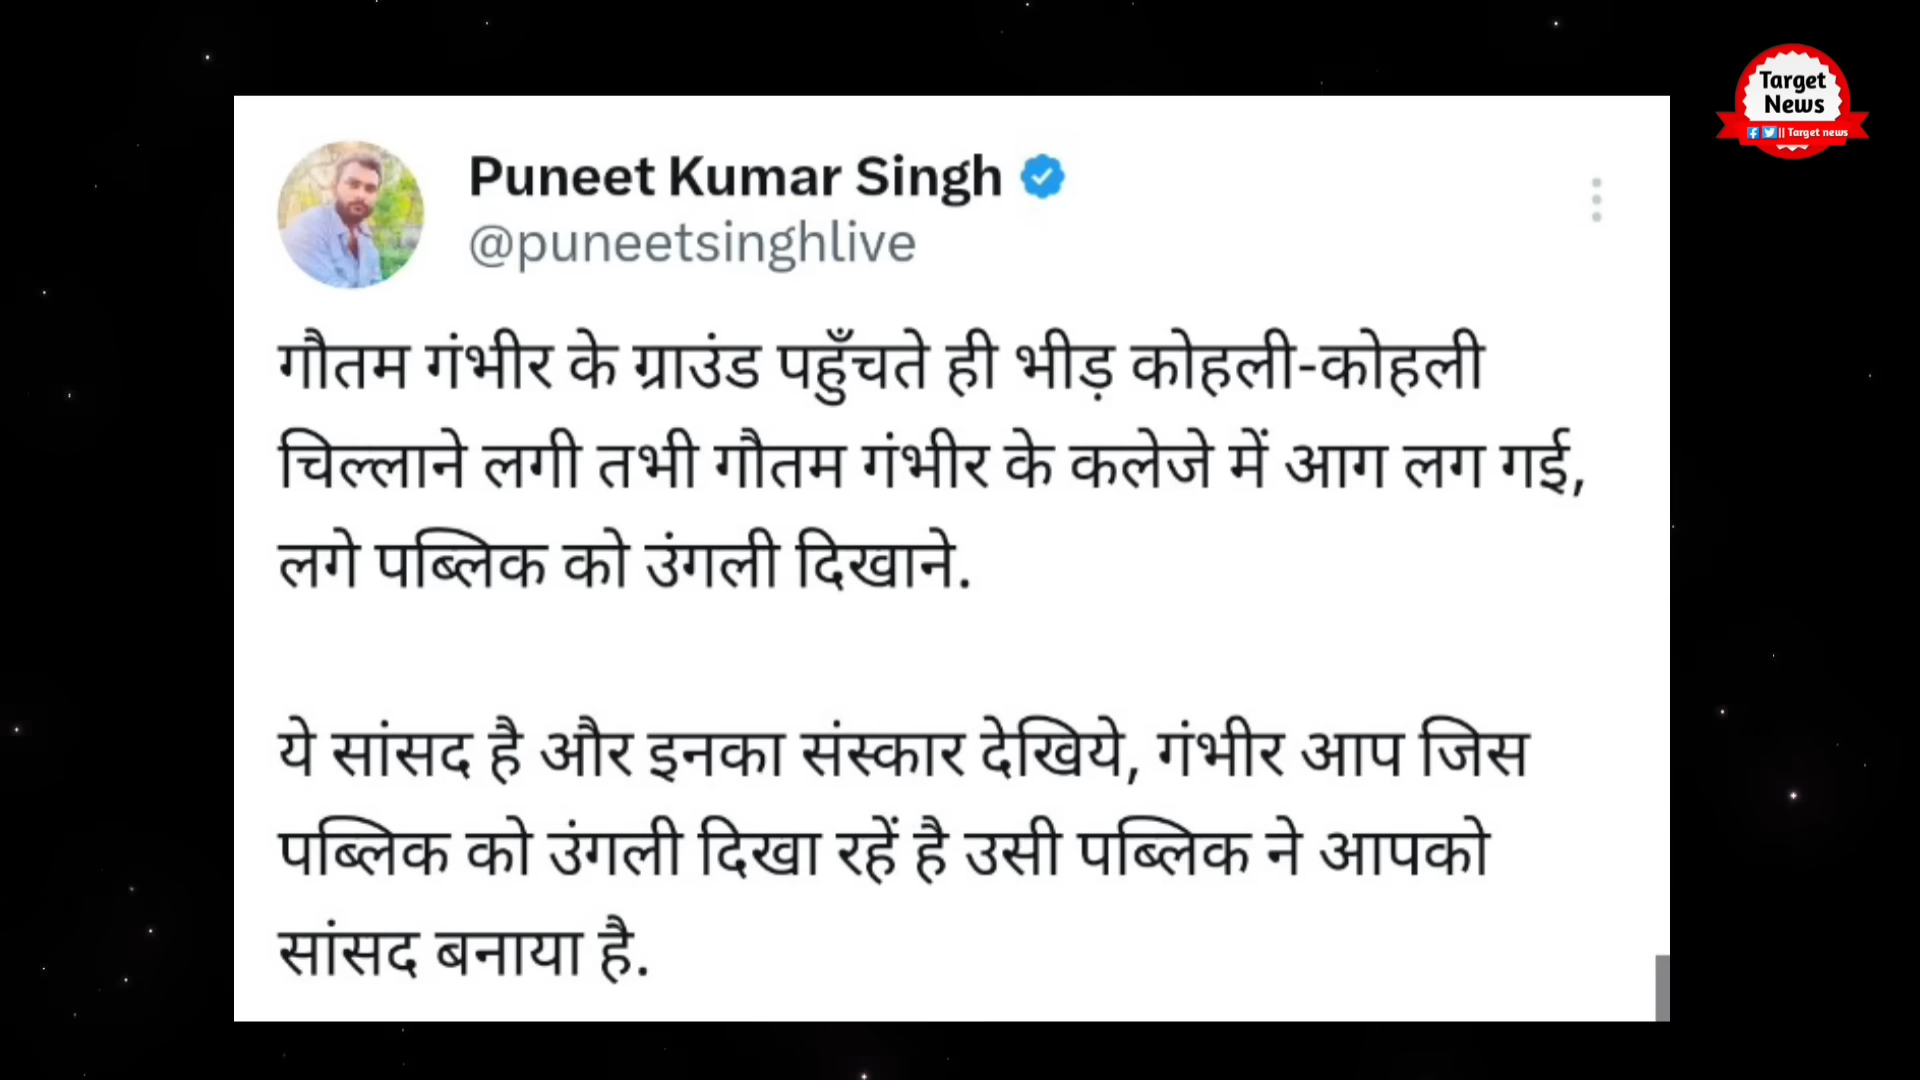 Target
News
|| Target news
Puneet Kumar Singh
@puneetsinghlive
गौतम गंभीर के ग्राउंड पहुँचते ही भीड़ कोहली-कोहली
चिल्लाने लगी तभी गौतम गंभीर के कलेजे में आग लग गई,
लगे पब्लिक को उंगली दिखाने.
ये सांसद है और इनका संस्कार देखिये, गंभीर आप जिस
पब्लिक को उंगली दिखा रहें है उसी पब्लिक ने आपको
सांसद बनाया है.